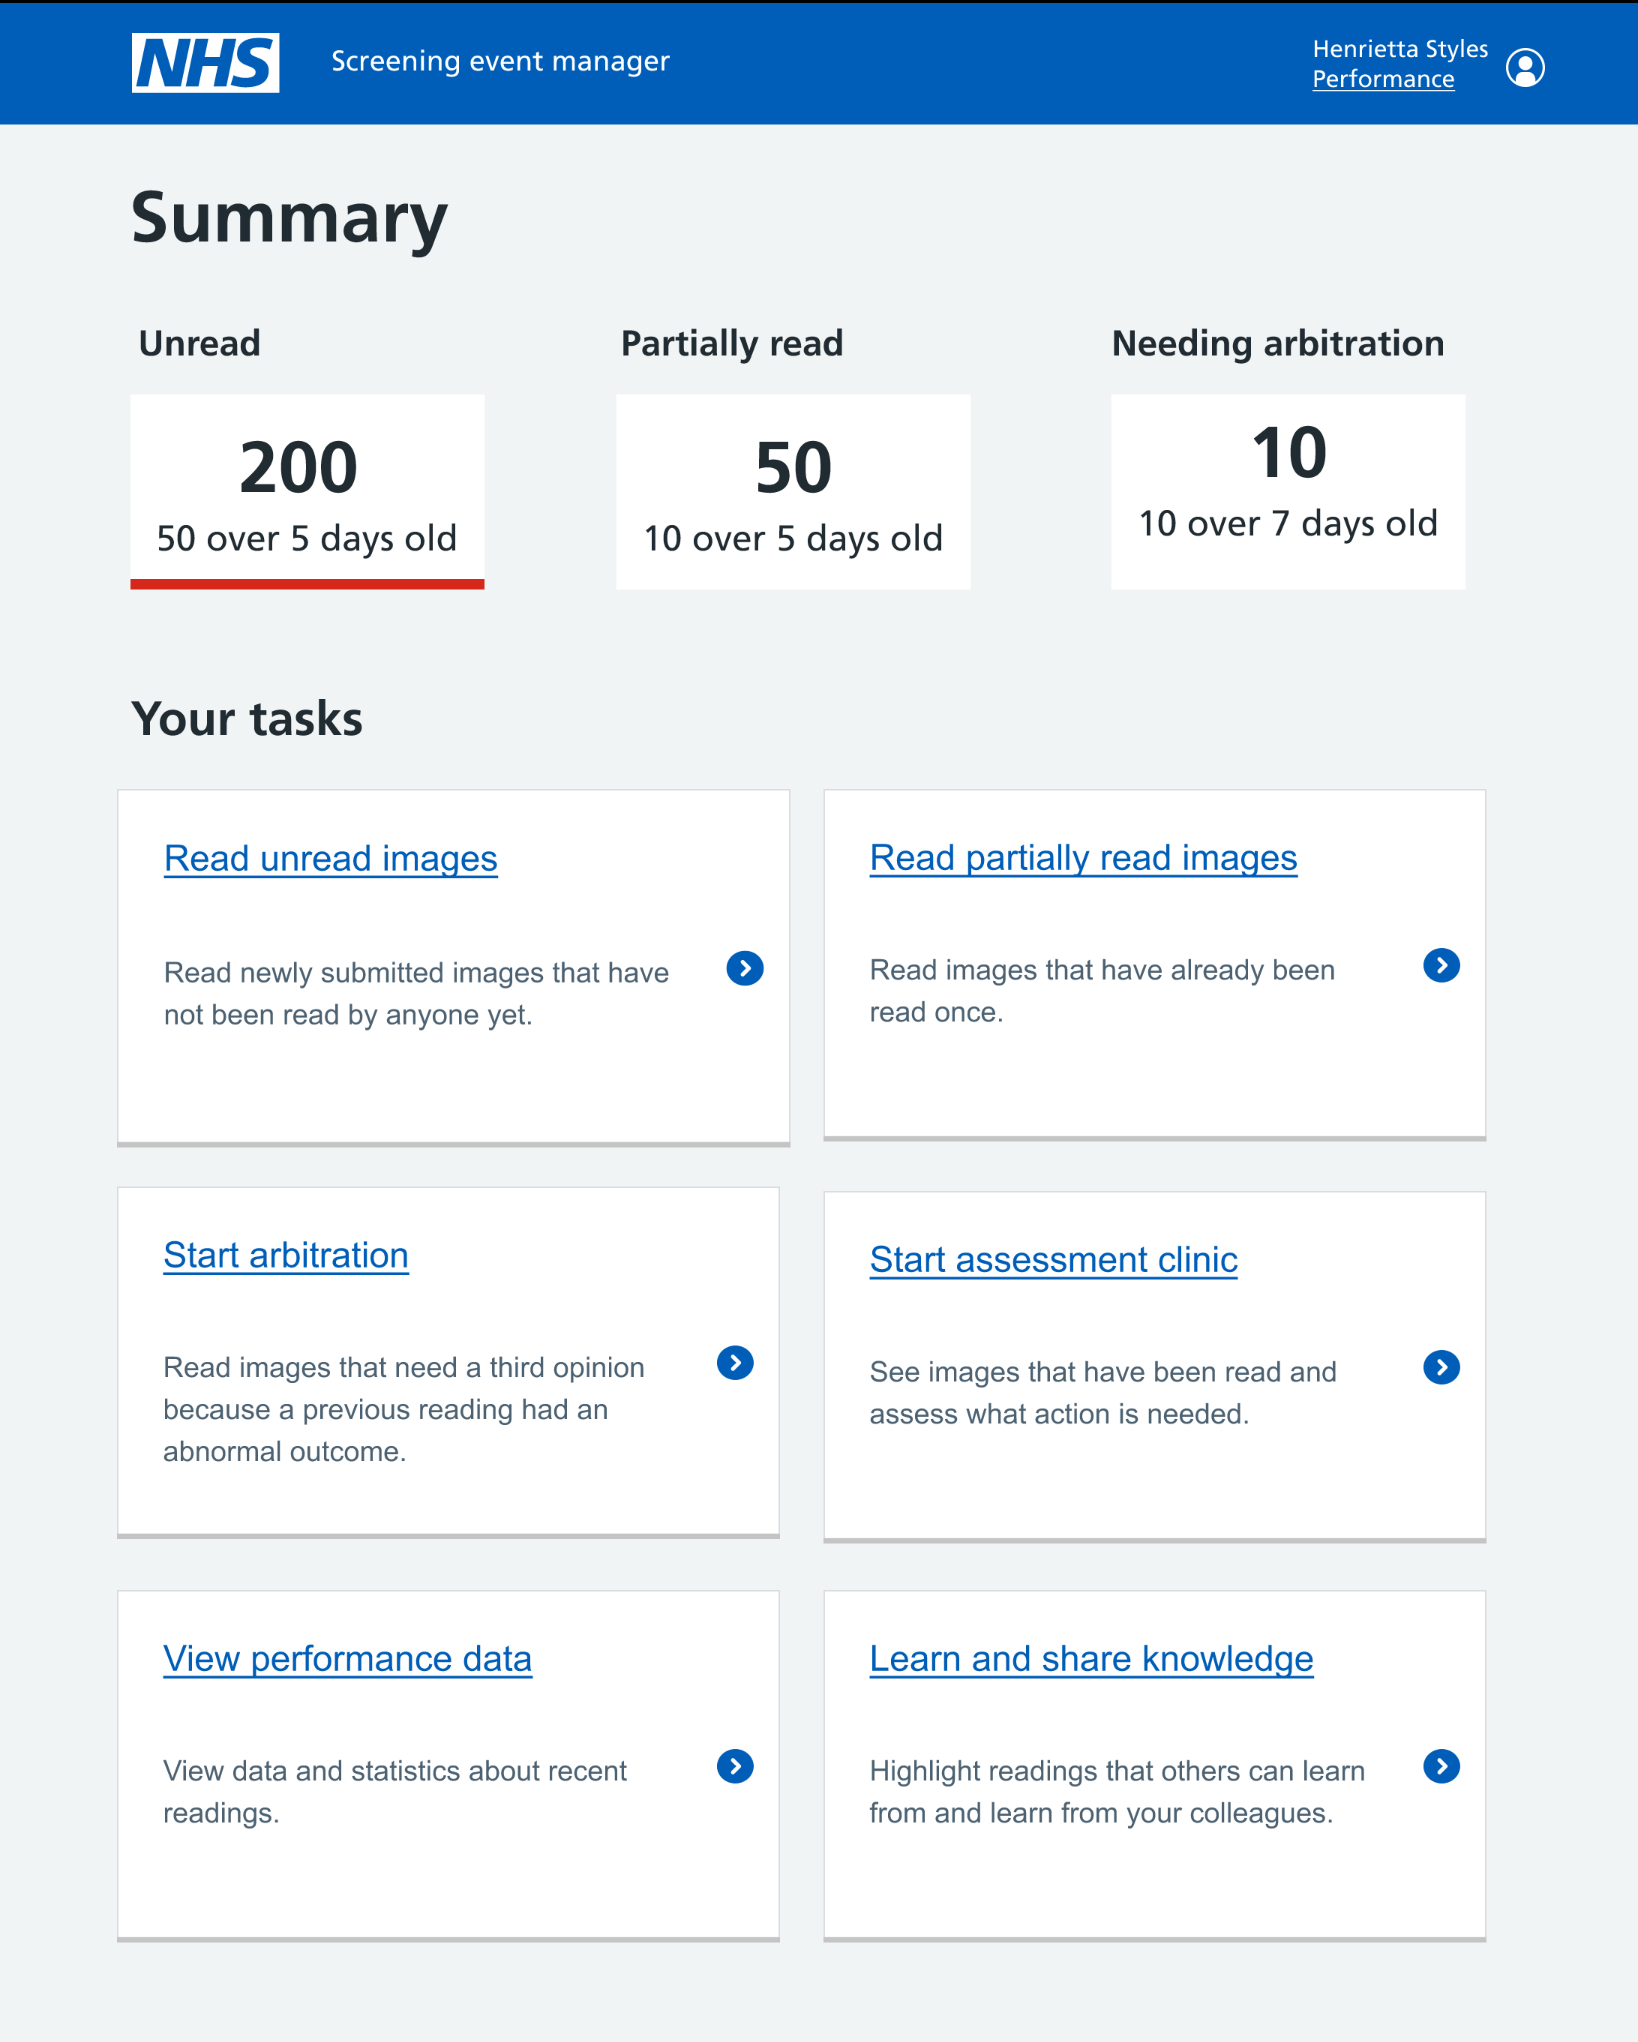 NHS
Screening event manager
Henrietta Styles
Performance
Summary
Unread
Partially read
Needing arbitration
200
50 over 5 days old
50
10 over 5 days old
10
10 over 7 days old
Your tasks
Read unread images
Read newly submitted images that have
not been read by anyone yet.
Read partially read images
Read images that have already been
read once.
Start arbitration
Read images that need a third opinion
because a previous reading had an
abnormal outcome.
Start assessment clinic
See images that have been read and
assess what action is needed.
View performance data
View data and statistics about recent
readings.
Learn and share knowledge
Highlight readings that others can learn
from and learn from your colleagues.